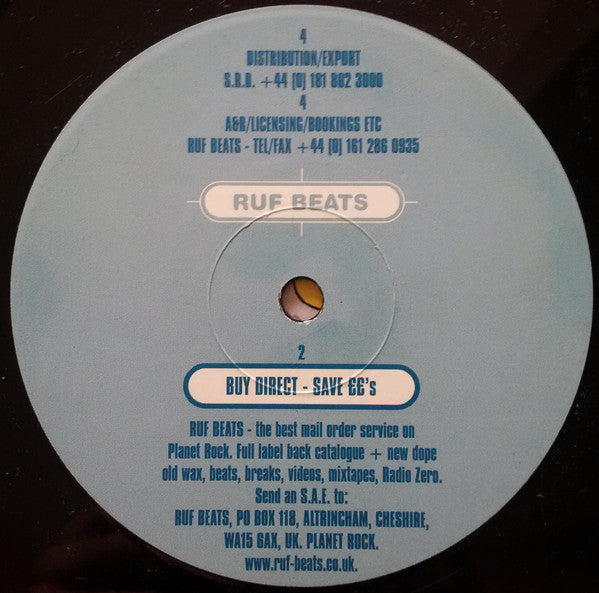 4
DISTRIBUTION/EXPORT
S.R.D. +44 [0] 181 802 3000
4
A&R/LICENSING/BOOKINGS ETC
RUF BEATS - TEL/FAX +44 [0] 161 286 0935
RUF BEATS
2
BUY DIRECT - SAVE ££'s
RUF BEATS - the best mail order service on
Planet Rock. Full label back catalogue + new dope
old wax, beats, breaks, videos, mixtapes, Radio Zero.
Send an S.A.E. to:
RUF BEATS, PO BOX 118, ALTRINCHAM, CHESHIRE,
WA15 6AX, UK. PLANET ROCK.
www.ruf-beats.co.uk.